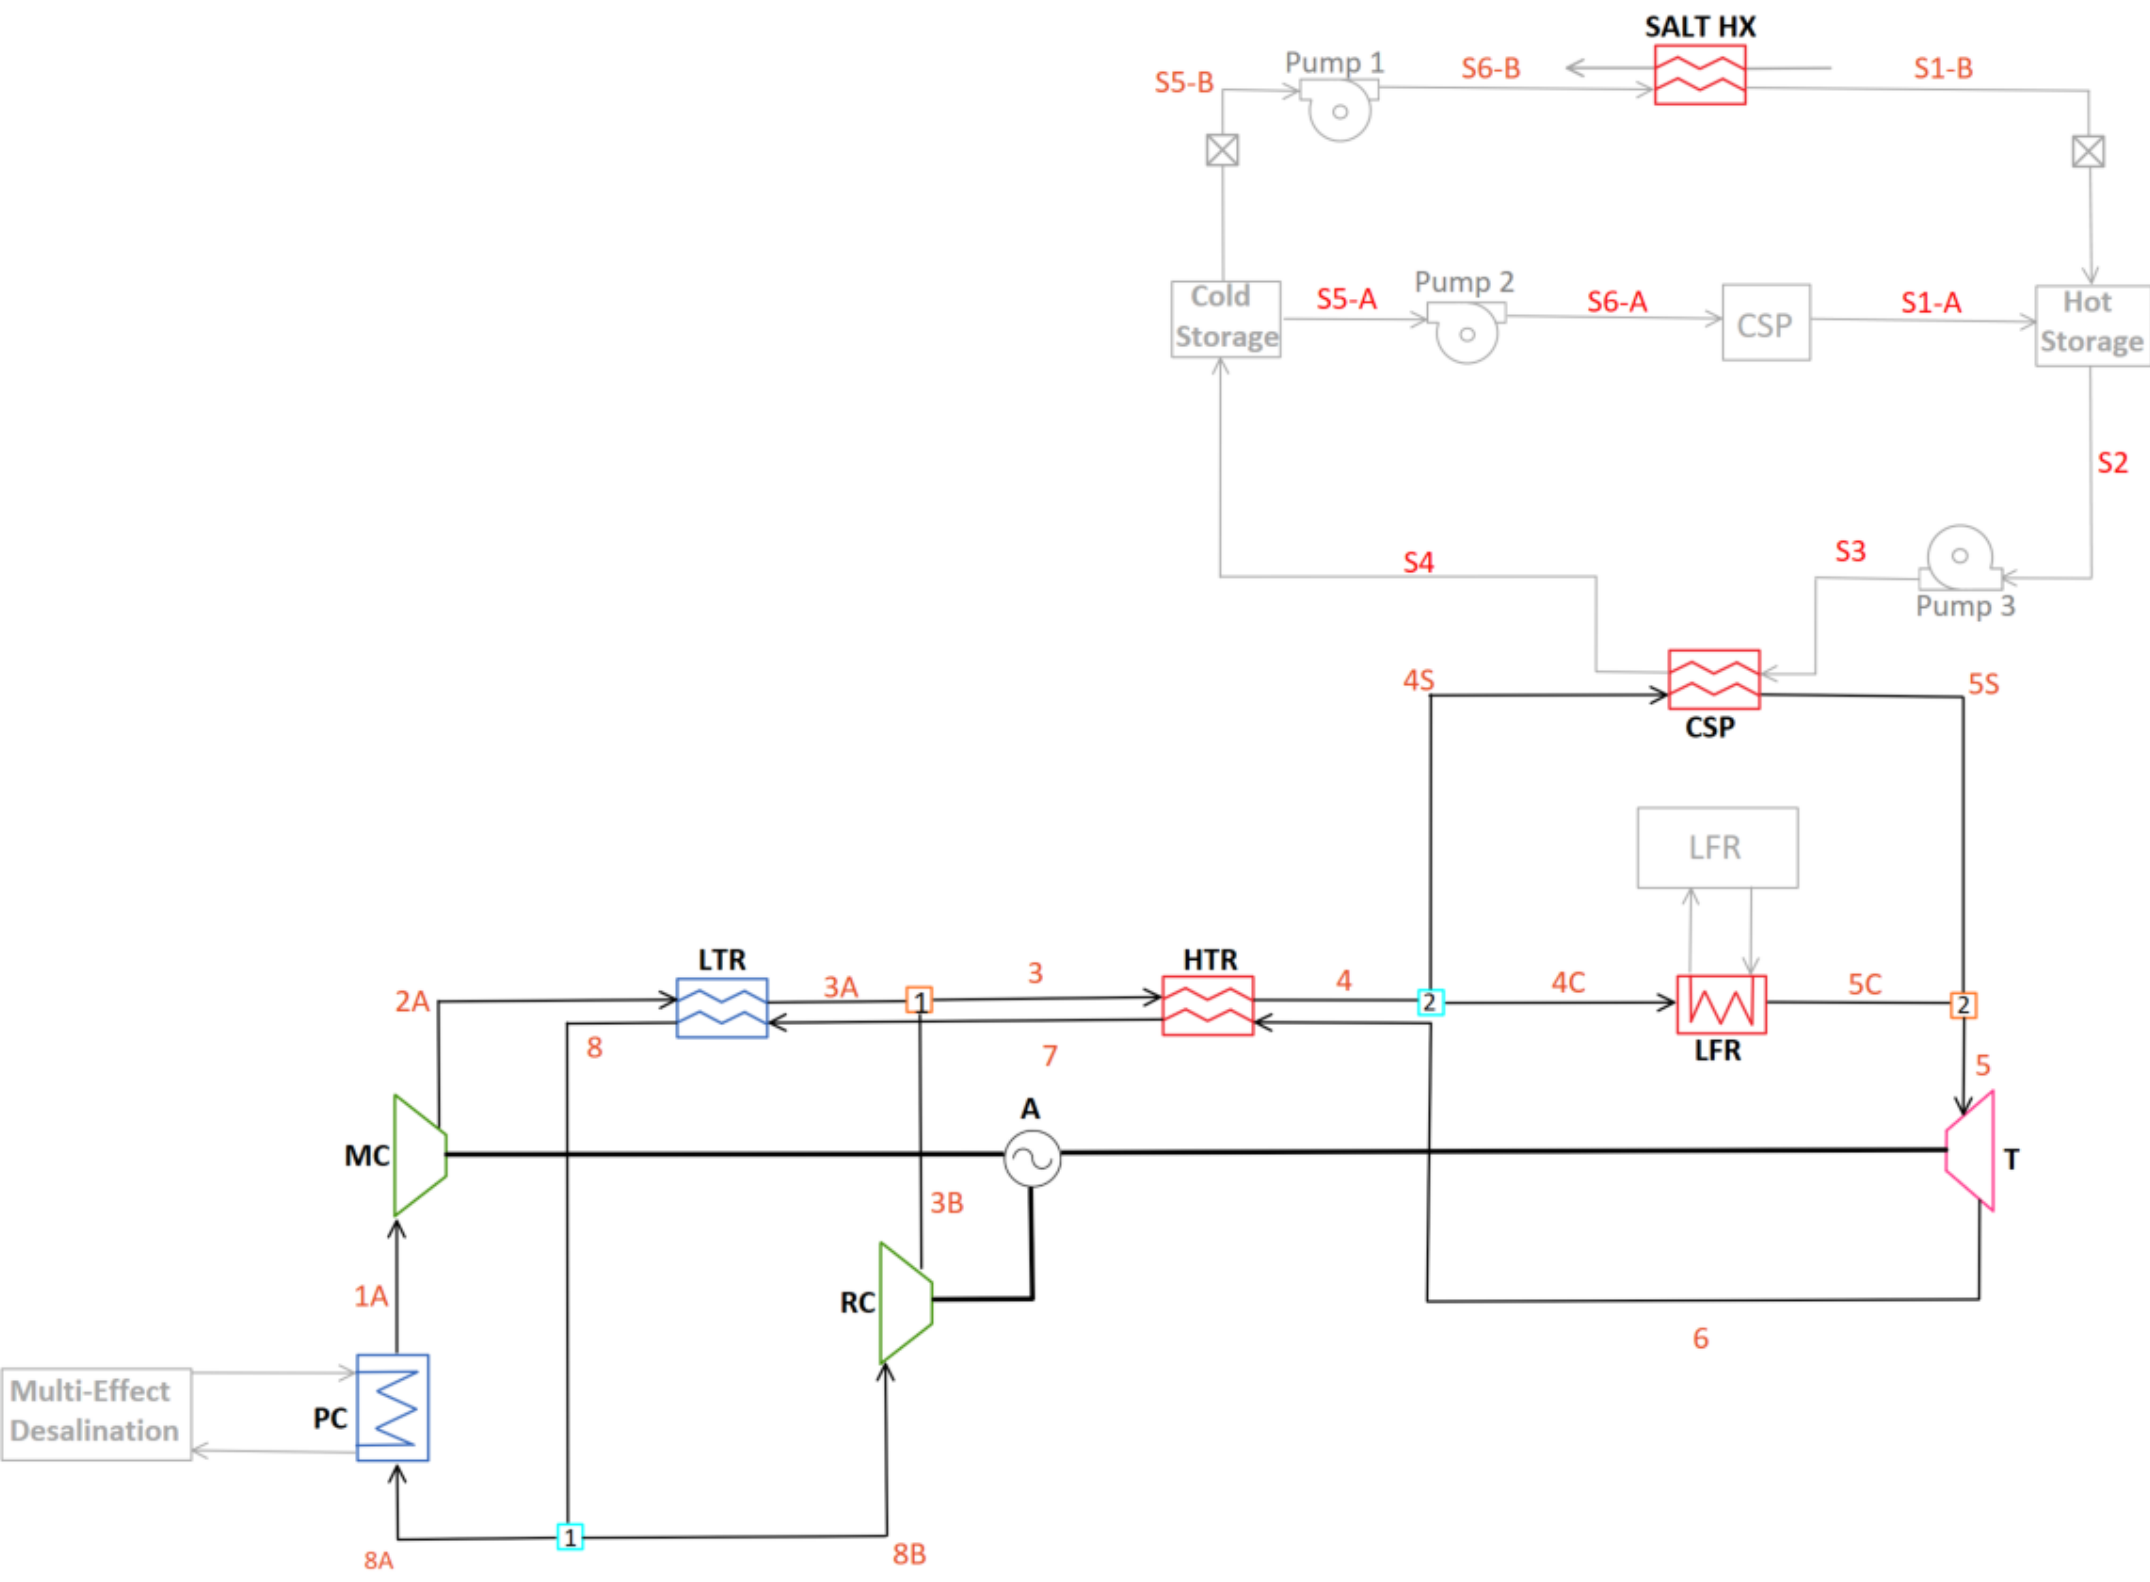 SALT HX
Pump 1
S5-B
S6-B
S1-B
Cold
Storage
S5-A
Pump 2
S6-A
CSP
S1-A
Hot
Storage
S2
S4
S3
Pump 3
4S
CSP
5S
LFR
LTR
HTR
2A
3A
1
3
4
2
4C
5C
2
8
7
LFR
5
A
MC
T
3B
1A
RC
6
Multi-Effect
Desalination
PC
1
8A
8B